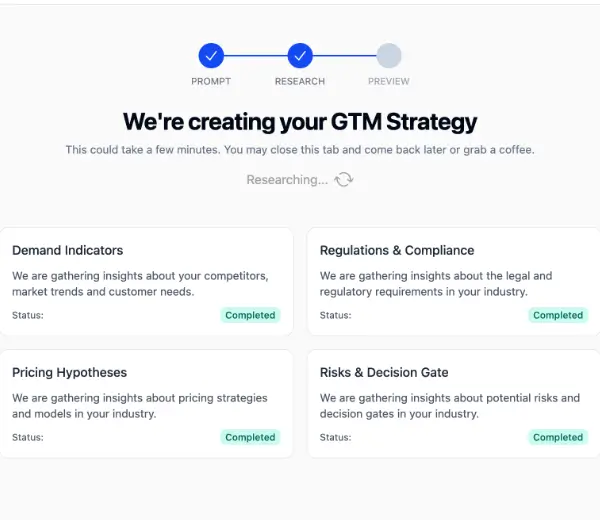 PROMPT
RESEARCH
PREVIEW
We're creating your GTM Strategy
This could take a few minutes. You may close this tab and come back later or grab a coffee.
Researching...
Demand Indicators
We are gathering insights about your competitors,
market trends and customer needs.
Status:
Completed
Regulations & Compliance
We are gathering insights about the legal and
regulatory requirements in your industry.
Status:
Completed
Pricing Hypotheses
We are gathering insights about pricing strategies
and models in your industry.
Status:
Completed
Risks & Decision Gate
We are gathering insights about potential risks and
decision gates in your industry.
Status:
Completed